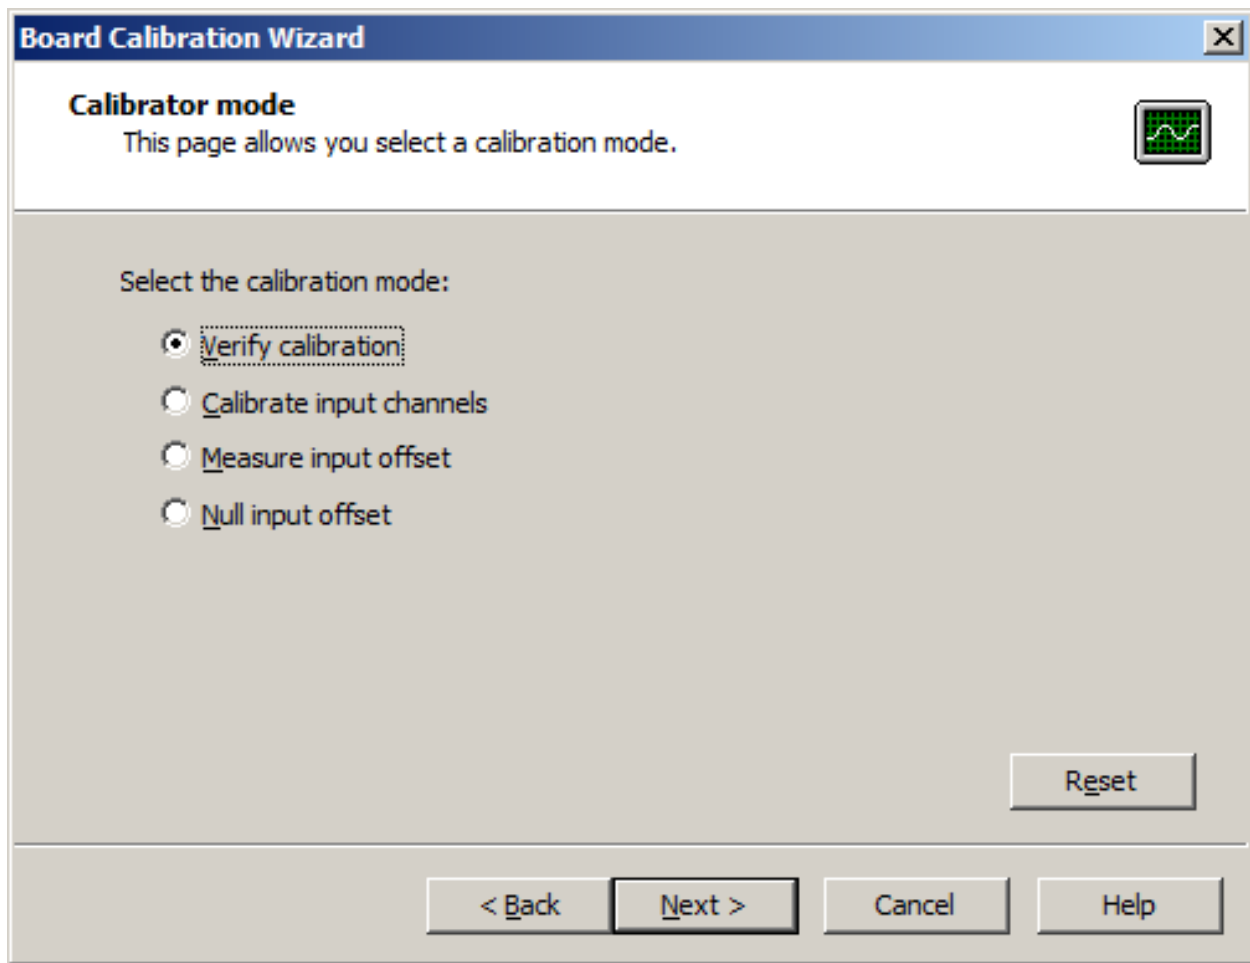 Board Calibration Wizard
Calibrator mode
This page allows you select a calibration mode.
Select the calibration mode:
Verify calibration
Calibrate input channels
Measure input offset
Null input offset
Reset
< Back Next > Cancel Help